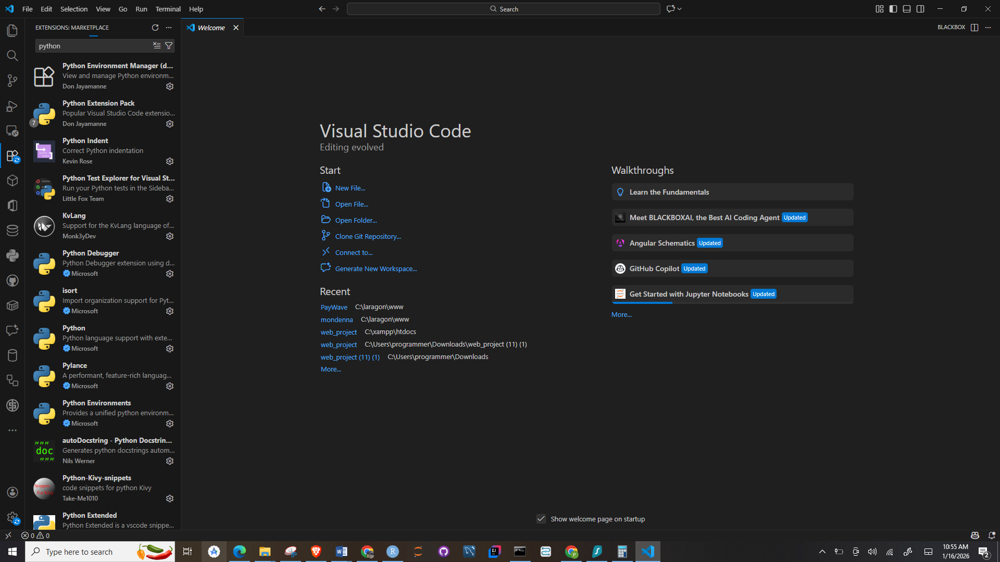 File Edit Selection View Go Run Terminal Help
Search
EXTENSIONS: MARKETPLACE
Welcome
BLACKBOX
python
Python Environment Manager (d...
View and manage Python environm...
Don Jayamanne
Python Extension Pack
Popular Visual Studio Code extensio...
7
Don Jayamanne
Python Indent
Correct Python indentation
Kevin Rose
Python Test Explorer for Visual St...
Run your Python tests in the Sideba...
Little Fox Team
KvLang
Support for the KvLang language of...
Monk3yDev
Python Debugger
Python Debugger extension using d...
Microsoft
isort
Import organization support for Pyt...
Microsoft
Python
Python language support with exte...
Microsoft
Pylance
A performant, feature-rich languag...
Microsoft
Python Environments
Provides a unified python environm...
Microsoft
""" doc """
autoDocstring - Python Docstrin...
Generates python docstrings autom...
Nils Werner
Snippets For Kivy
Python-Kivy-snippets
code snippets for python Kivy
Take-Me1010
Python Extended
Python Extended is a vscode snippe...
Visual Studio Code
Editing evolved
Start
New File...
Open File...
Open Folder...
Clone Git Repository...
Connect to...
Generate New Workspace...
Recent
PayWave C:\laragon\www
mondenna C:\laragon\www
web_project C:\xampp\htdocs
web_project C:\Users\programmer\Downloads\web_project (11) (1)
web_project (11) (1) C:\Users\programmer\Downloads
More...
Walkthroughs
Learn the Fundamentals
Meet BLACKBOXAI, the Best AI Coding Agent Updated
Angular Schematics Updated
GitHub Copilot Updated
Get Started with Jupyter Notebooks Updated
More...
Show welcome page on startup
0 0
Type here to search
10:55 AM
1/16/2026
2